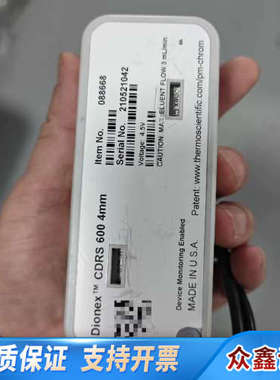 Item No. 088668
Serial No. 210521042
Voltage: 4.5V
CAUTION: MAX ELUENT FLOW 3 mL/min
Dionex™ CDRS 600 4mm
Device Monitoring Enabled
MADE IN U.S.A.
Patent: www.thermoscientific.com/pm-chrom
品质保证 支持开票
众鑫